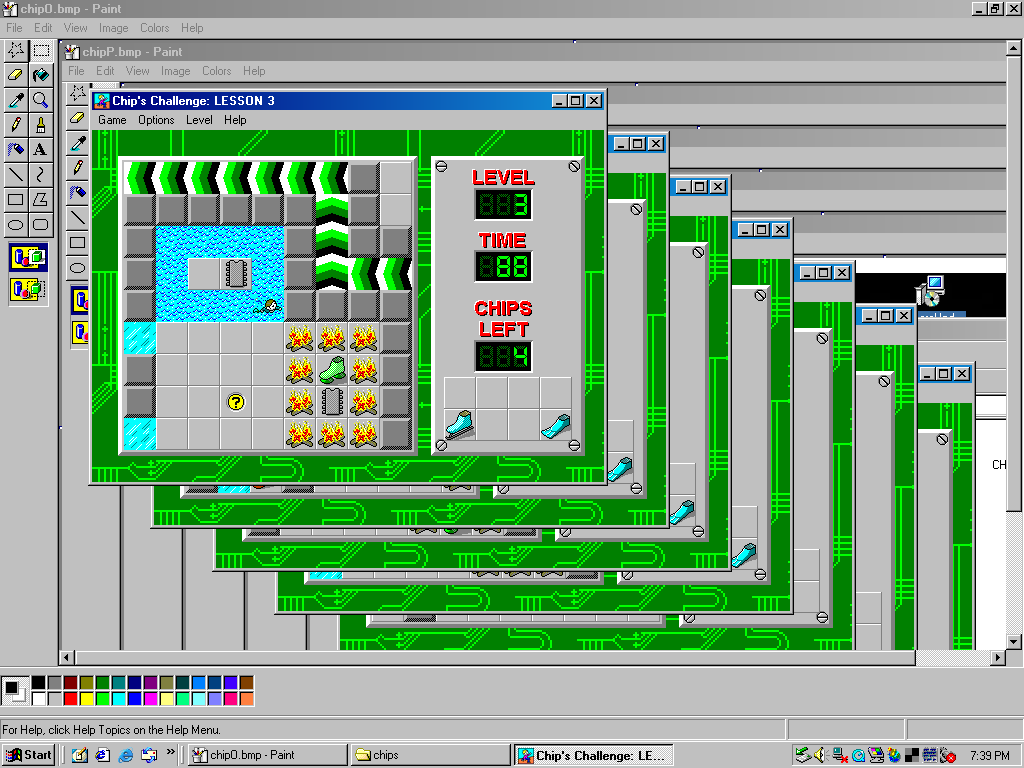 chipO.bmp - Paint
File Edit View Image Colors Help
chipP.bmp - Paint
File Edit View Image Colors Help
Chip's Challenge: LESSON 3
Game Options Level Help
LEVEL
3
TIME
88
CHIPS
LEFT
4
?
A
CH
For Help, click Help Topics on the Help Menu.
Start
»
chipO.bmp - Paint
chips
Chip's Challenge: LE...
7:39 PM